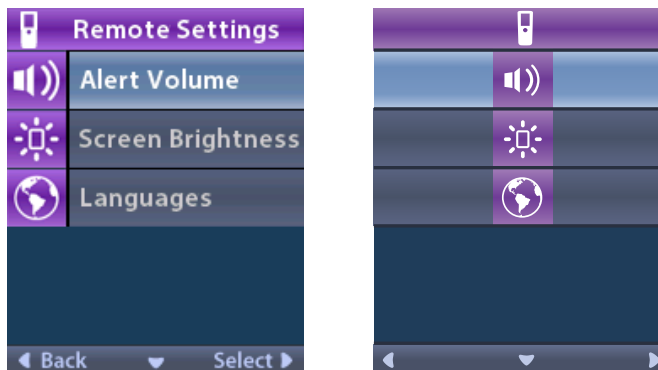 Remote Settings
Alert Volume
Screen Brightness
Languages
Back Select